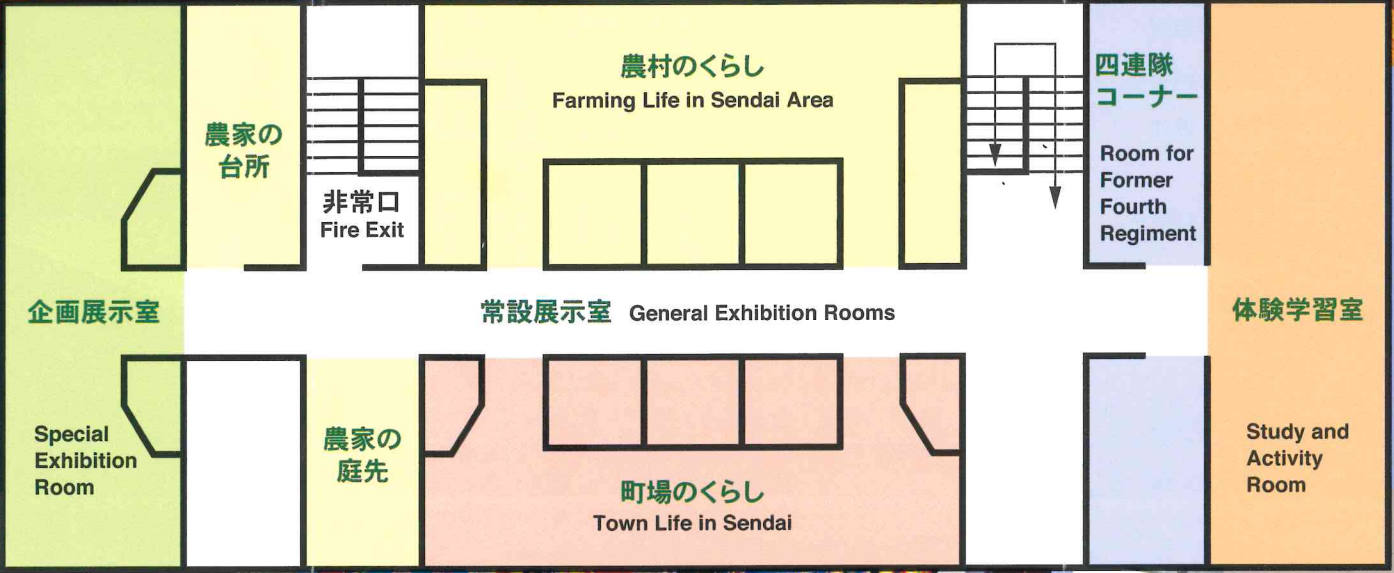 農村のくらし
Farming Life in Sendai Area
四連隊
コーナー
Room for
Former
Fourth
Regiment
農家の
台所
非常口
Fire Exit
企画展示室
常設展示室 General Exhibition Rooms
体験学習室
Special
Exhibition
Room
農家の
庭先
町場のくらし
Town Life in Sendai
Study and
Activity
Room